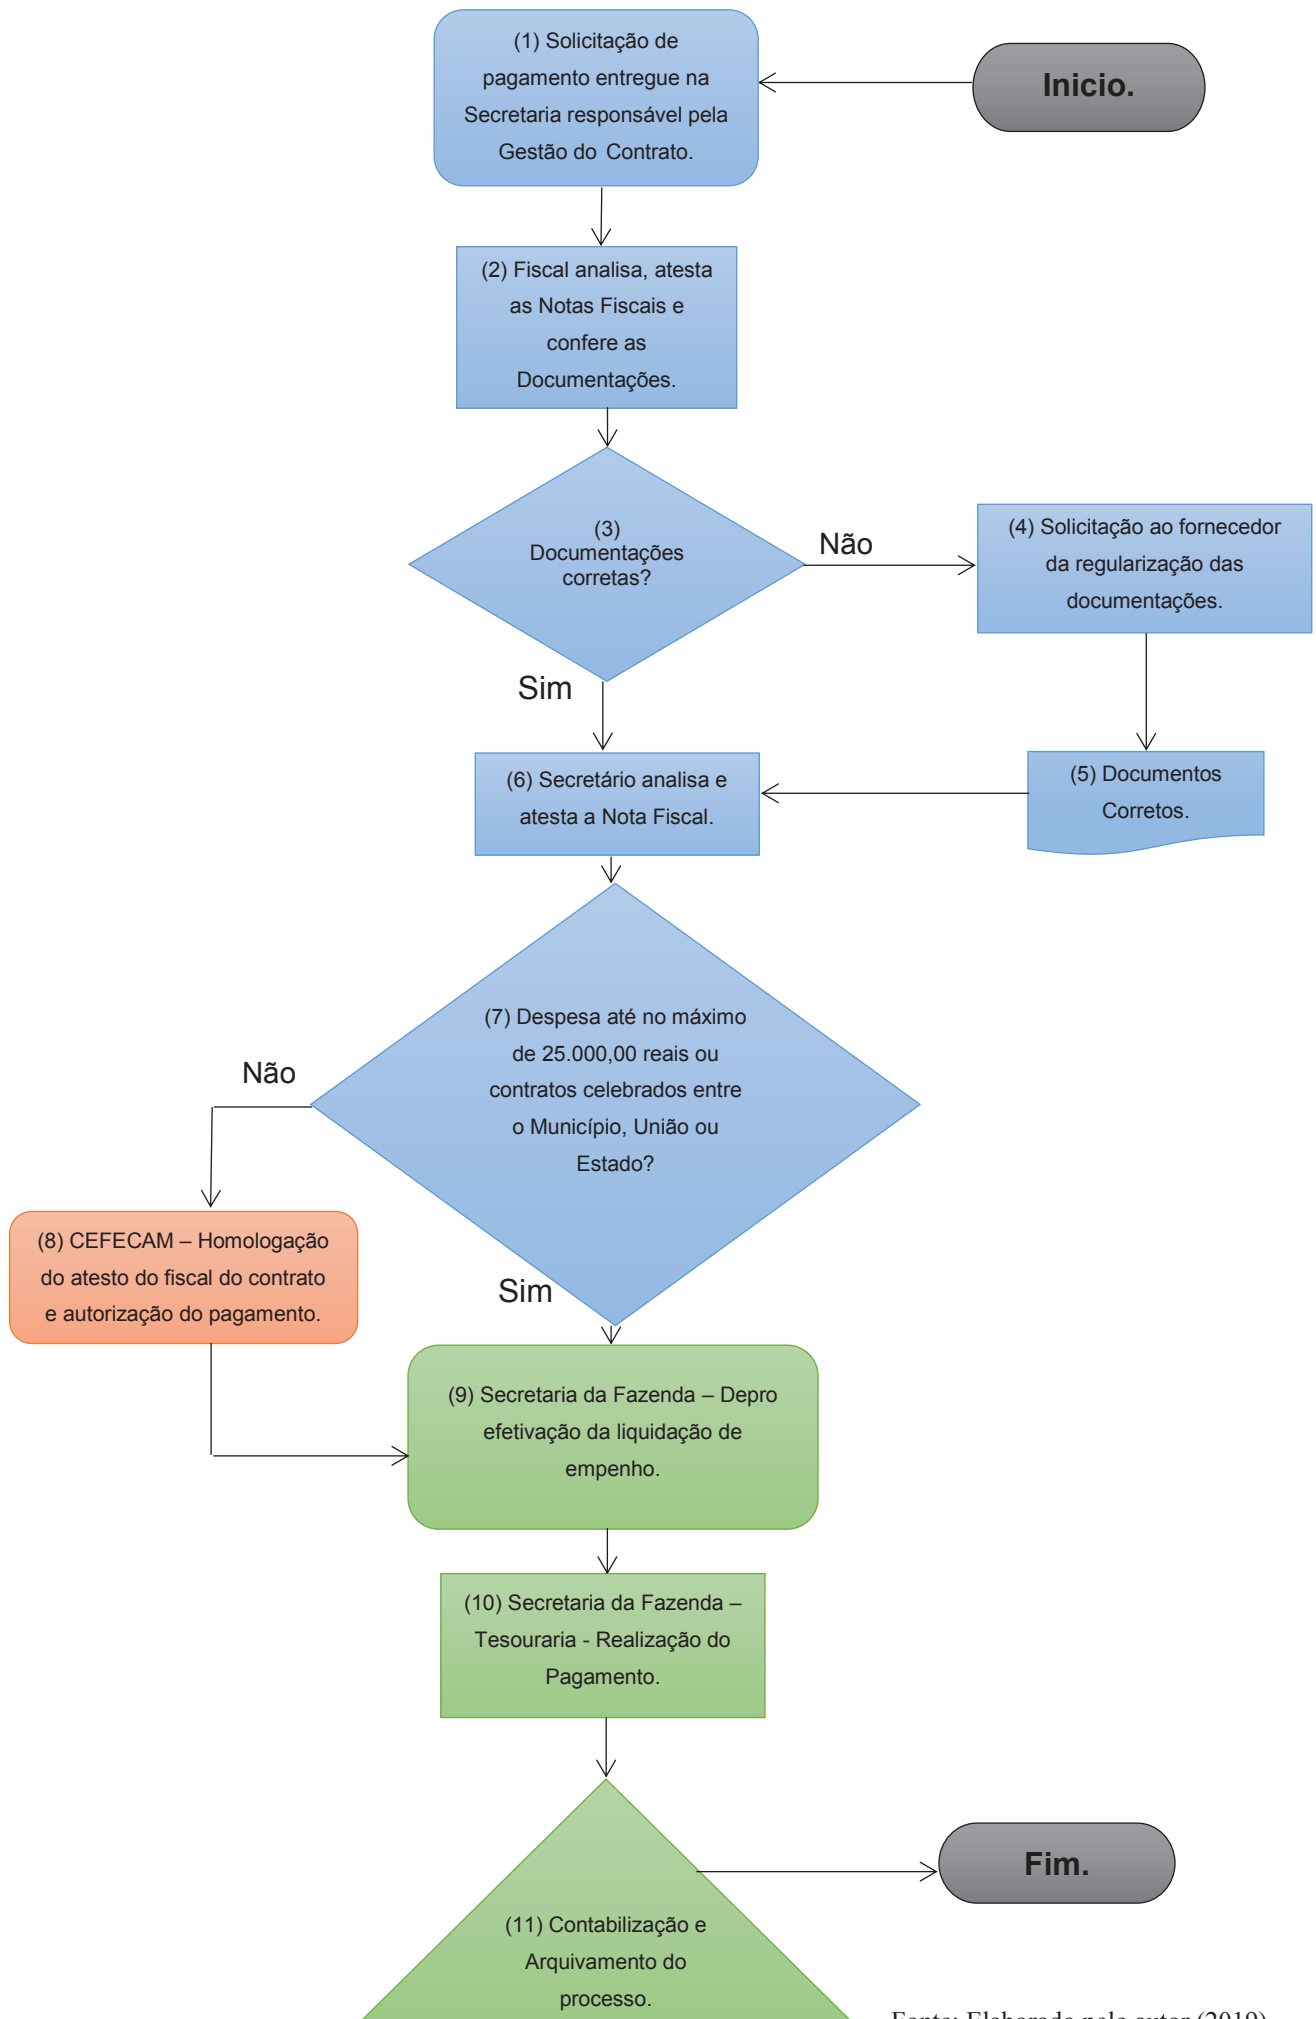 Inicio.
(1) Solicitação de
pagamento entregue na
Secretaria responsável pela
Gestão do Contrato.
(2) Fiscal analisa, atesta
as Notas Fiscais e
confere as
Documentações.
(3)
Documentações
corretas?
Não
(4) Solicitação ao fornecedor
da regularização das
documentações.
Sim
(5) Documentos
Corretos.
(6) Secretário analisa e
atesta a Nota Fiscal.
(7) Despesa até no máximo
de 25.000,00 reais ou
contratos celebrados entre
o Município, União ou
Estado?
Não
(8) CEFECAM – Homologação
do atesto do fiscal do contrato
e autorização do pagamento.
Sim
(9) Secretaria da Fazenda – Depro
efetivação da liquidação de
empenho.
(10) Secretaria da Fazenda –
Tesouraria - Realização do
Pagamento.
Fim.
(11) Contabilização e
Arquivamento do
processo.
Fonte: Elaborado pelo autor (2019)